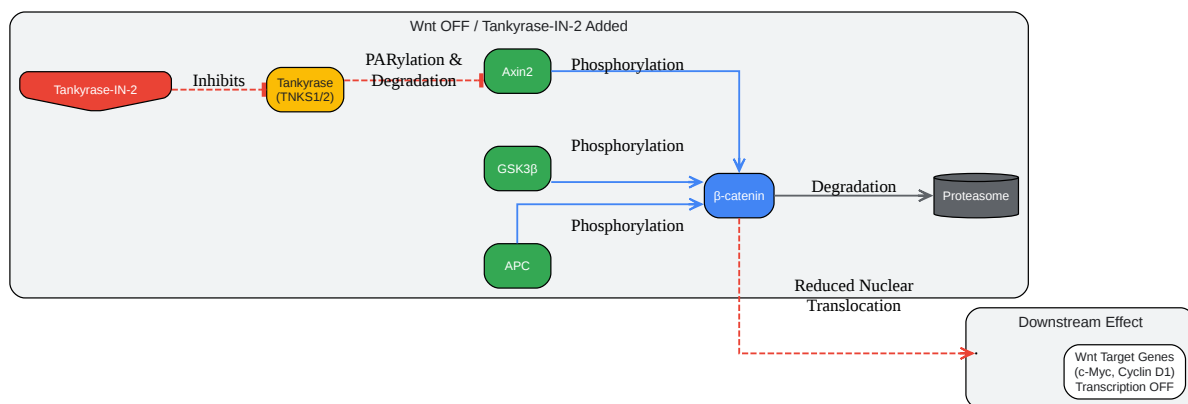 Wnt OFF / Tankyrase-IN-2 Added
Tankyrase-IN-2
Inhibits
Tankyrase
(TNKS1/2)
PARylation &
Degradation
Axin2
Phosphorylation
GSK3β
Phosphorylation
APC
Phosphorylation
β-catenin
Degradation
Proteasome
Reduced Nuclear
Translocation
Downstream Effect
Wnt Target Genes
(c-Myc, Cyclin D1)
Transcription OFF